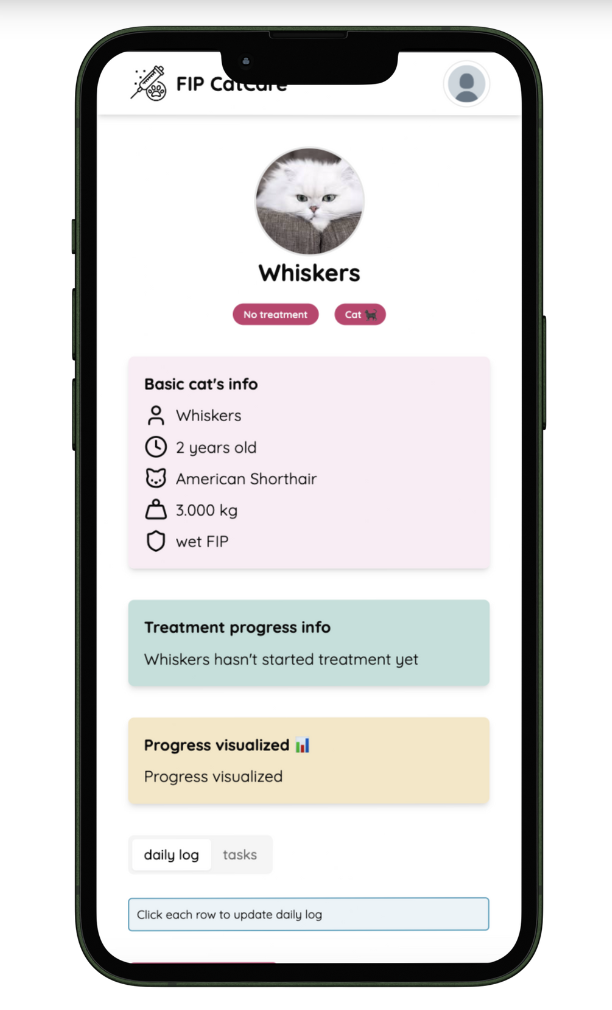 FIP CatCare
Whiskers
No treatment
Cat 🐈‍⬛
Basic cat's info
Whiskers
2 years old
American Shorthair
3.000 kg
wet FIP
Treatment progress info
Whiskers hasn't started treatment yet
Progress visualized 📊
Progress visualized
daily log
tasks
Click each row to update daily log